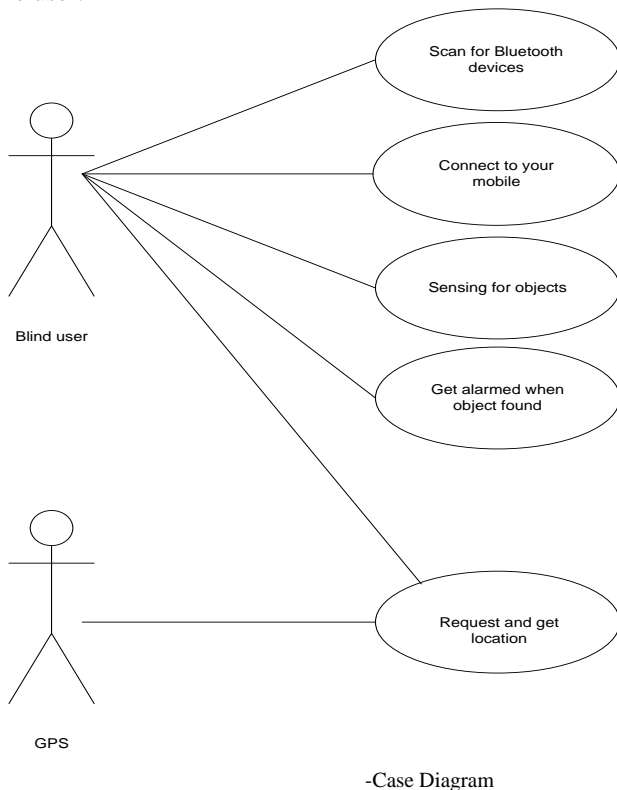 Scan for Bluetooth
devices
Connect to your
mobile
Sensing for objects
Blind user
Get alarmed when
object found
Request and get
location
GPS
-Case Diagram